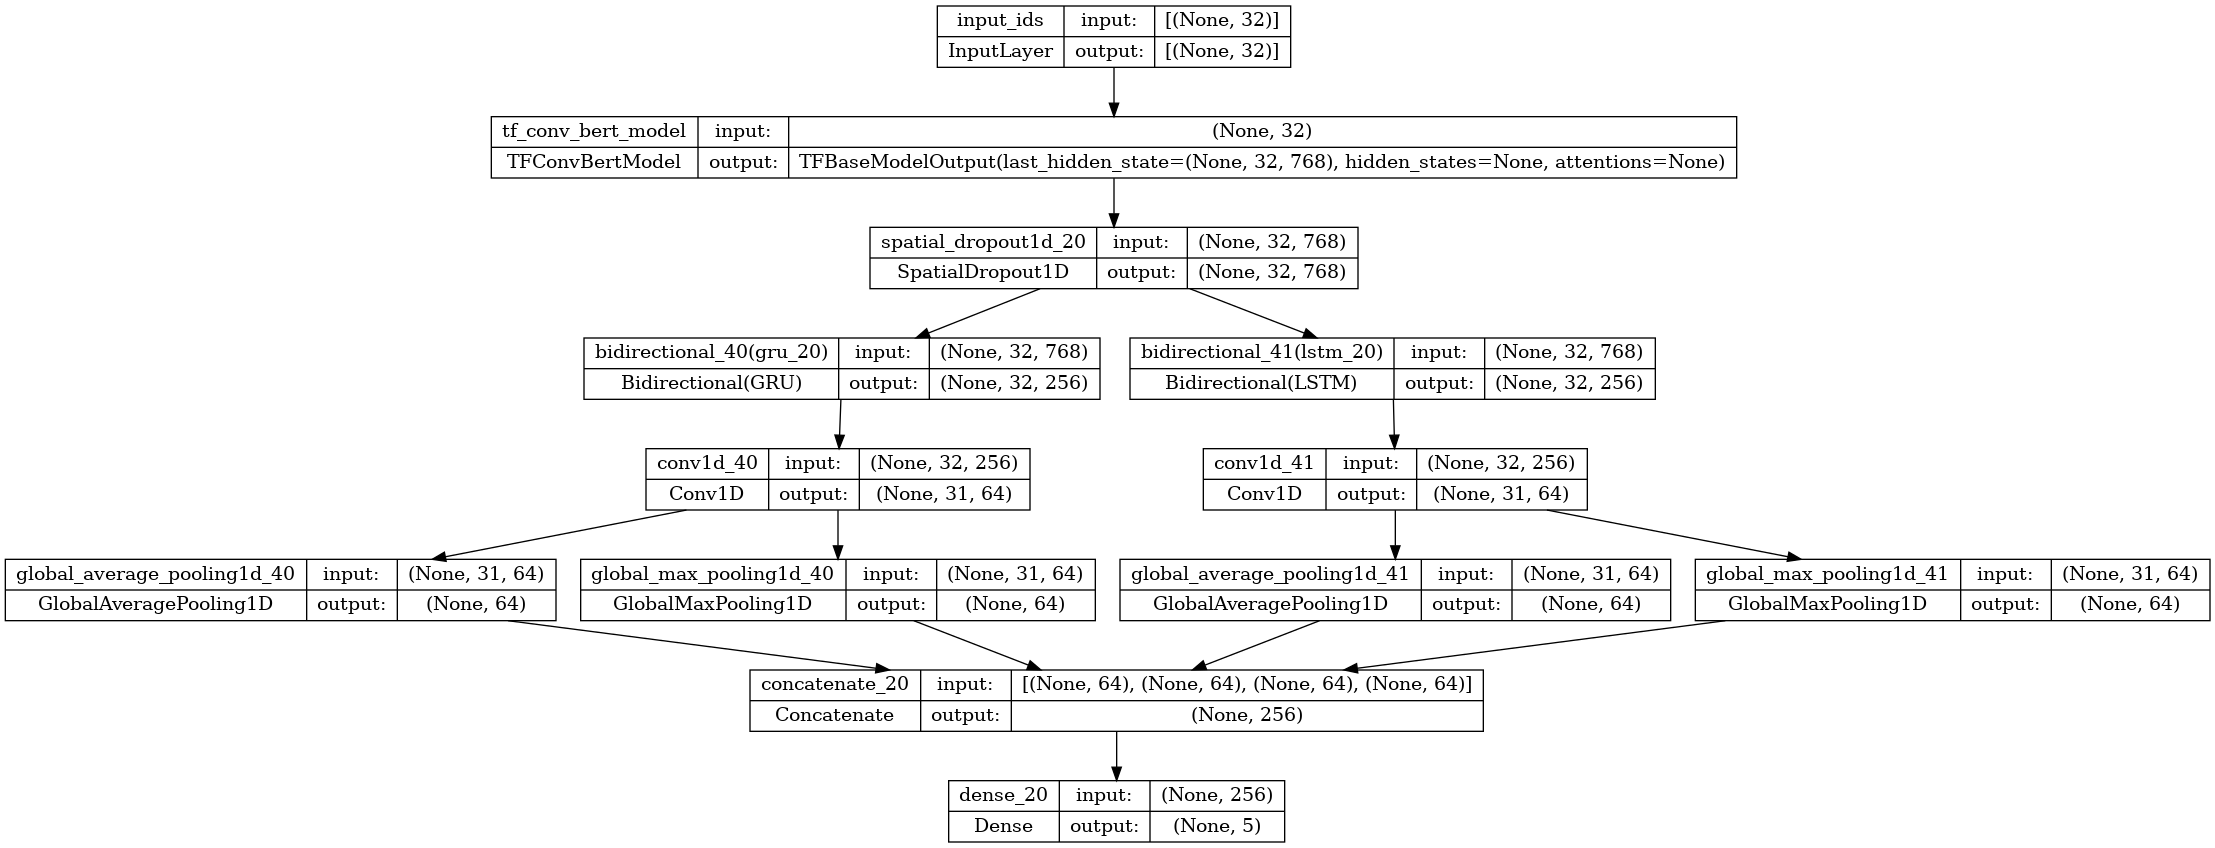 input_ids input: [(None, 32)]
InputLayer output: [(None, 32)]
tf_conv_bert_model input: (None, 32)
TFConvBertModel output: TFBaseModelOutput(last_hidden_state=(None, 32, 768), hidden_states=None, attentions=None)
spatial_dropout1d_20 input: (None, 32, 768)
SpatialDropout1D output: (None, 32, 768)
bidirectional_40(gru_20) input: (None, 32, 768)
Bidirectional(GRU) output: (None, 32, 256)
bidirectional_41(lstm_20) input: (None, 32, 768)
Bidirectional(LSTM) output: (None, 32, 256)
conv1d_40 input: (None, 32, 256)
Conv1D output: (None, 31, 64)
conv1d_41 input: (None, 32, 256)
Conv1D output: (None, 31, 64)
global_average_pooling1d_40 input: (None, 31, 64)
GlobalAveragePooling1D output: (None, 64)
global_max_pooling1d_40 input: (None, 31, 64)
GlobalMaxPooling1D output: (None, 64)
global_average_pooling1d_41 input: (None, 31, 64)
GlobalAveragePooling1D output: (None, 64)
global_max_pooling1d_41 input: (None, 31, 64)
GlobalMaxPooling1D output: (None, 64)
concatenate_20 input: [(None, 64), (None, 64), (None, 64), (None, 64)]
Concatenate output: (None, 256)
dense_20 input: (None, 256)
Dense output: (None, 5)